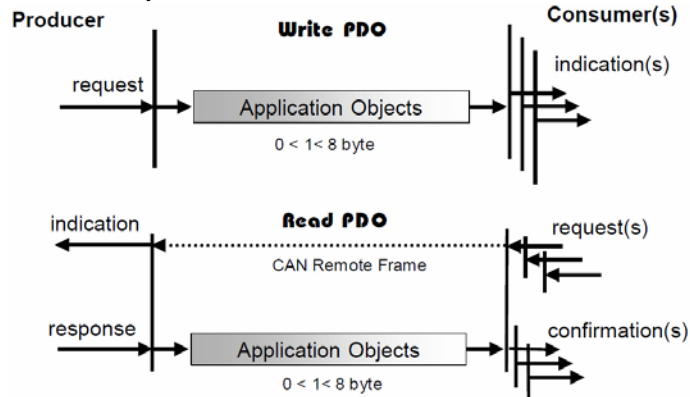 Producer
Write PDO
Consumer(s)
request
indication(s)
Application Objects
0 < 1< 8 byte
indication
Read PDO
request(s)
CAN Remote Frame
response
Application Objects
confirmation(s)
0 < 1< 8 byte